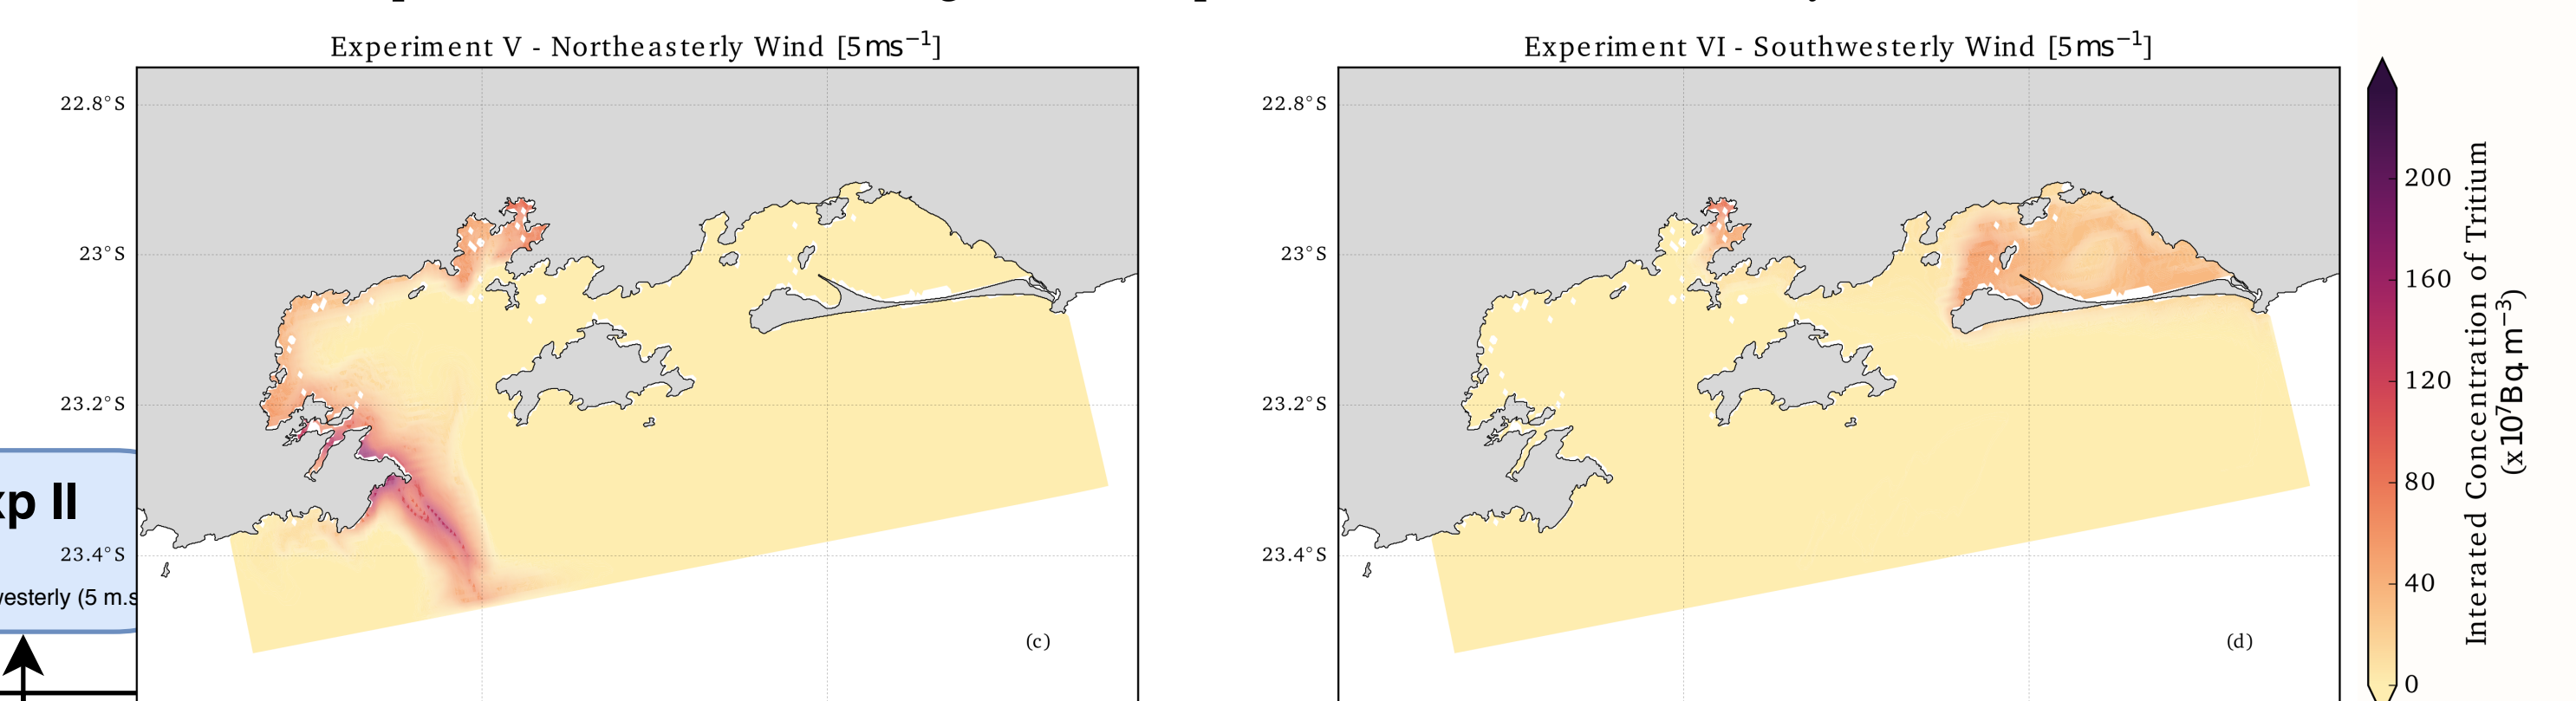 Experiment V - Northeasterly Wind [5ms⁻¹]
Experiment VI - Southwesterly Wind [5ms⁻¹]
22.8°S
23°S
23.2°S
23.4°S
(c)
22.8°S
23°S
23.2°S
23.4°S
(d)
200
160
120
80
40
0
Interated Concentration of Tritium
(x10⁷Bq m⁻³)
xp II
westerly (5 m.s